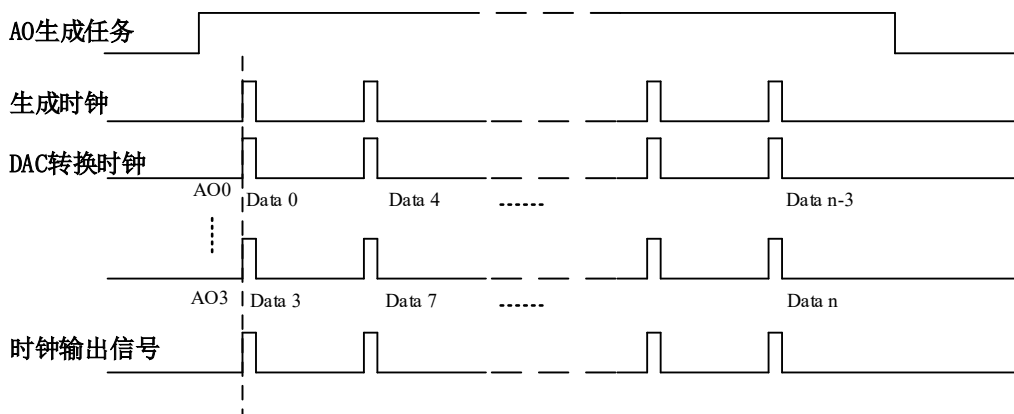 AO生成任务
生成时钟
DAC转换时钟
AO0
Data 0
Data 4
......
Data n-3
AO3
Data 3
Data 7
......
Data n
时钟输出信号